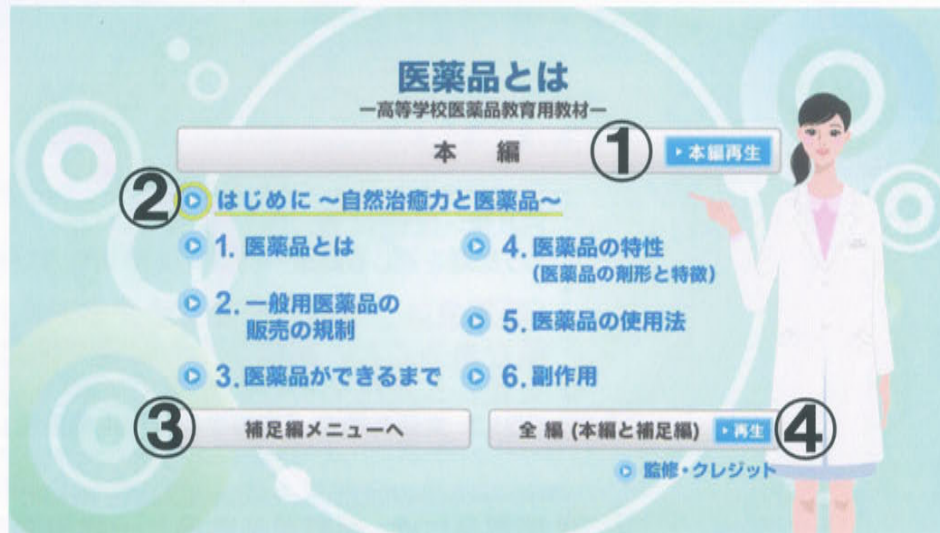 医薬品とは
ー高等学校医薬品教育用教材ー
本 編
① 本編再生
② はじめに ～自然治癒力と医薬品～
1. 医薬品とは
2. 一般用医薬品の
販売の規制
3. 医薬品ができるまで
4. 医薬品の特性
(医薬品の剤形と特徴)
5. 医薬品の使用法
6. 副作用
③ 補足編メニューへ
全 編 (本編と補足編) 再生 ④
監修・クレジット